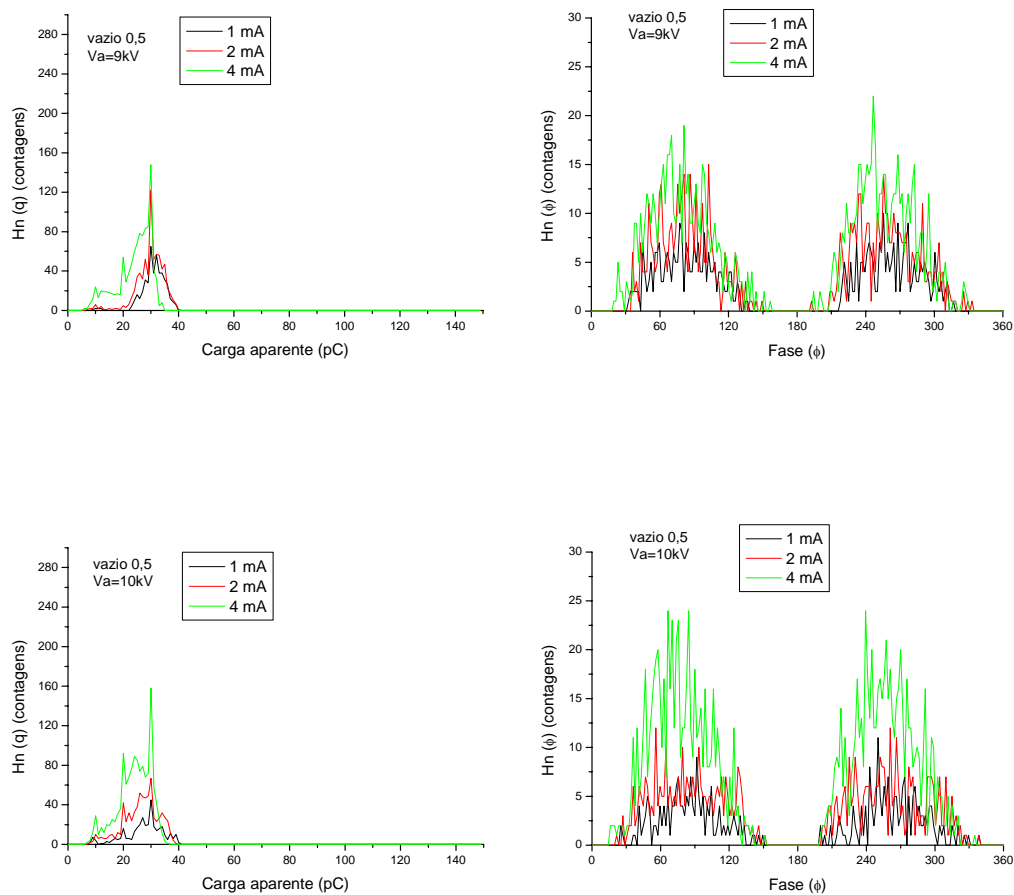 vazio 0,5
Va=9kV
1 mA
2 mA
4 mA
Hn (q) (contagens)
280
240
200
160
120
80
40
0
0 20 40 60 80 100 120 140
Carga aparente (pC)
vazio 0,5
Va=9kV
1 mA
2 mA
4 mA
Hn (ϕ) (contagens)
30
25
20
15
10
5
0
0 60 120 180 240 300 360
Fase (ϕ)
vazio 0,5
Va=10kV
1 mA
2 mA
4 mA
Hn (q) (contagens)
280
240
200
160
120
80
40
0
0 20 40 60 80 100 120 140
Carga aparente (pC)
vazio 0,5
Va=10kV
1 mA
2 mA
4 mA
Hn (ϕ) (contagens)
30
25
20
15
10
5
0
0 60 120 180 240 300 360
Fase (ϕ)